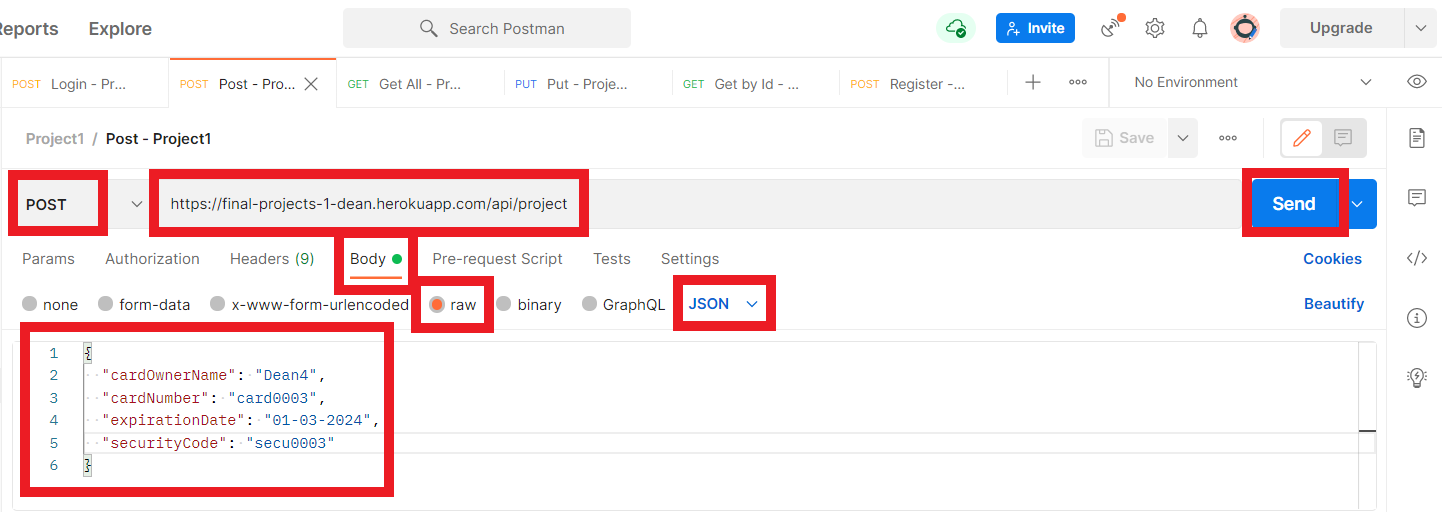 Reports Explore Search Postman Invite Upgrade
POST Login - Pr... POST Post - Pro... GET Get All - Pr... PUT Put - Proje... GET Get by Id - ... POST Register -... No Environment
Project1 / Post - Project1 Save
POST https://final-projects-1-dean.herokuapp.com/api/project Send
Params Authorization Headers (9) Body Pre-request Script Tests Settings Cookies
none form-data x-www-form-urlencoded raw binary GraphQL JSON Beautify
1 {
2 "cardOwnerName": "Dean4",
3 "cardNumber": "card0003",
4 "expirationDate": "01-03-2024",
5 "securityCode": "secu0003"
6 }